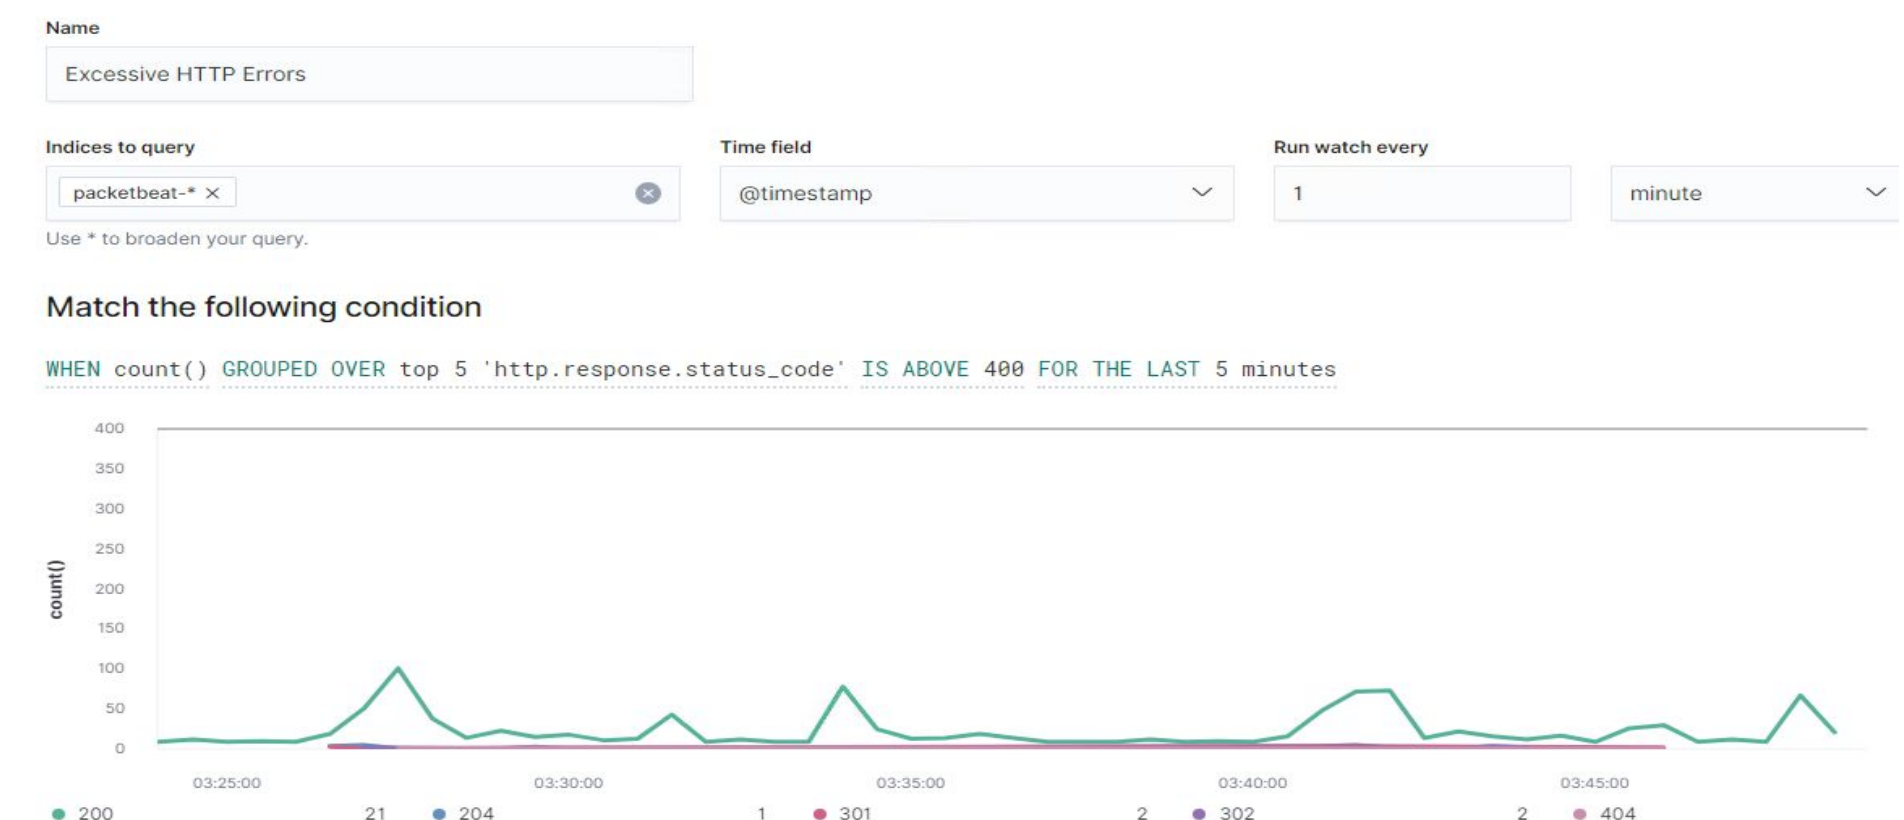 Name
Excessive HTTP Errors
Indices to query
Time field
Run watch every
packetbeat-* ×
@timestamp
1
minute
Use * to broaden your query.
Match the following condition
WHEN count() GROUPED OVER top 5 'http.response.status_code' IS ABOVE 400 FOR THE LAST 5 minutes
400
350
300
250
200
150
100
50
0
count()
03:25:00 03:30:00 03:35:00 03:40:00 03:45:00
200 21 204 1 301 2 302 2 404